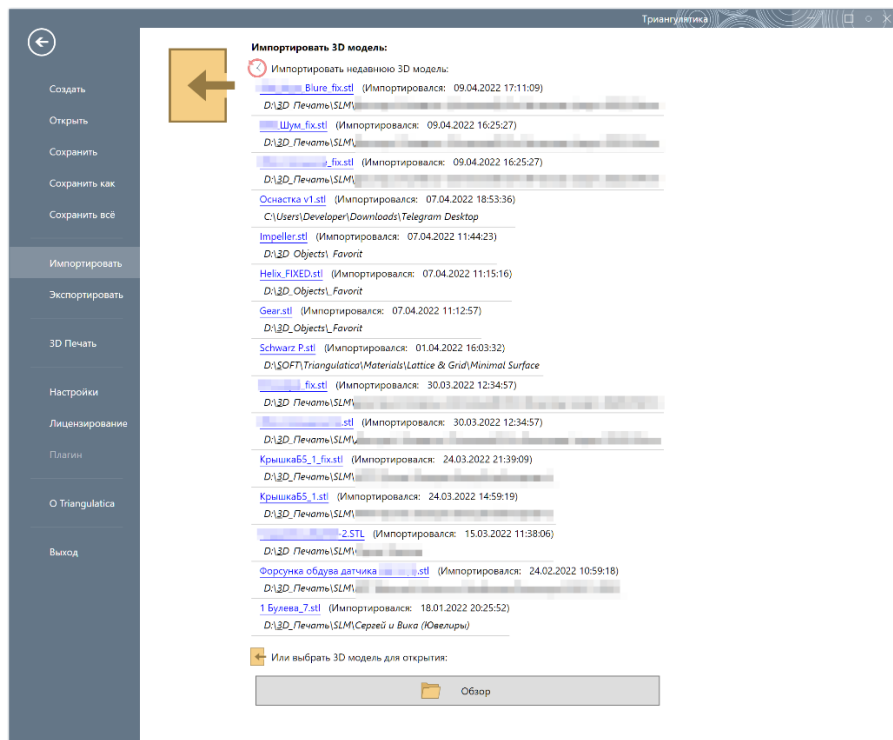 Триангулятика
Создать
Открыть
Сохранить
Сохранить как
Сохранить всё
Импортировать
Экспортировать
3D Печать
Настройки
Лицензирование
Плагин
О Triangulatica
Выход
Импортировать 3D модель:
Импортировать недавнюю 3D модель:
Blure_fix.stl (Импортировался: 09.04.2022 17:11:09)
D:\3D_Печать\SLM\
Шум_fix.stl (Импортировался: 09.04.2022 16:25:27)
D:\3D_Печать\SLM\
_fix.stl (Импортировался: 09.04.2022 16:25:27)
D:\3D_Печать\SLM\
Оснастка v1.stl (Импортировался: 07.04.2022 18:53:36)
C:\Users\Developer\Downloads\Telegram Desktop
Impeller.stl (Импортировался: 07.04.2022 11:44:23)
D:\3D_Objects\_Favorit
Helix_FIXED.stl (Импортировался: 07.04.2022 11:15:16)
D:\3D_Objects\_Favorit
Gear.stl (Импортировался: 07.04.2022 11:12:57)
D:\3D_Objects\_Favorit
Schwarz P.stl (Импортировался: 01.04.2022 16:03:32)
D:\SOFT\Triangulatica\Materials\Lattice & Grid\Minimal Surface
_fix.stl (Импортировался: 30.03.2022 12:34:57)
D:\3D_Печать\SLM\
.stl (Импортировался: 30.03.2022 12:34:57)
D:\3D_Печать\SLM\
КрышкаБ5_1_fix.stl (Импортировался: 24.03.2022 21:39:09)
D:\3D_Печать\SLM\
КрышкаБ5_1.stl (Импортировался: 24.03.2022 14:59:19)
D:\3D_Печать\SLM\
-2.STL (Импортировался: 15.03.2022 11:38:06)
D:\3D_Печать\SLM\
Форсунка обдува датчика .stl (Импортировался: 24.02.2022 10:59:18)
D:\3D_Печать\SLM\
1 Булева_7.stl (Импортировался: 18.01.2022 20:25:52)
D:\3D_Печать\SLM\Сергей и Вика (Ювелиры)
Или выбрать 3D модель для открытия:
Обзор